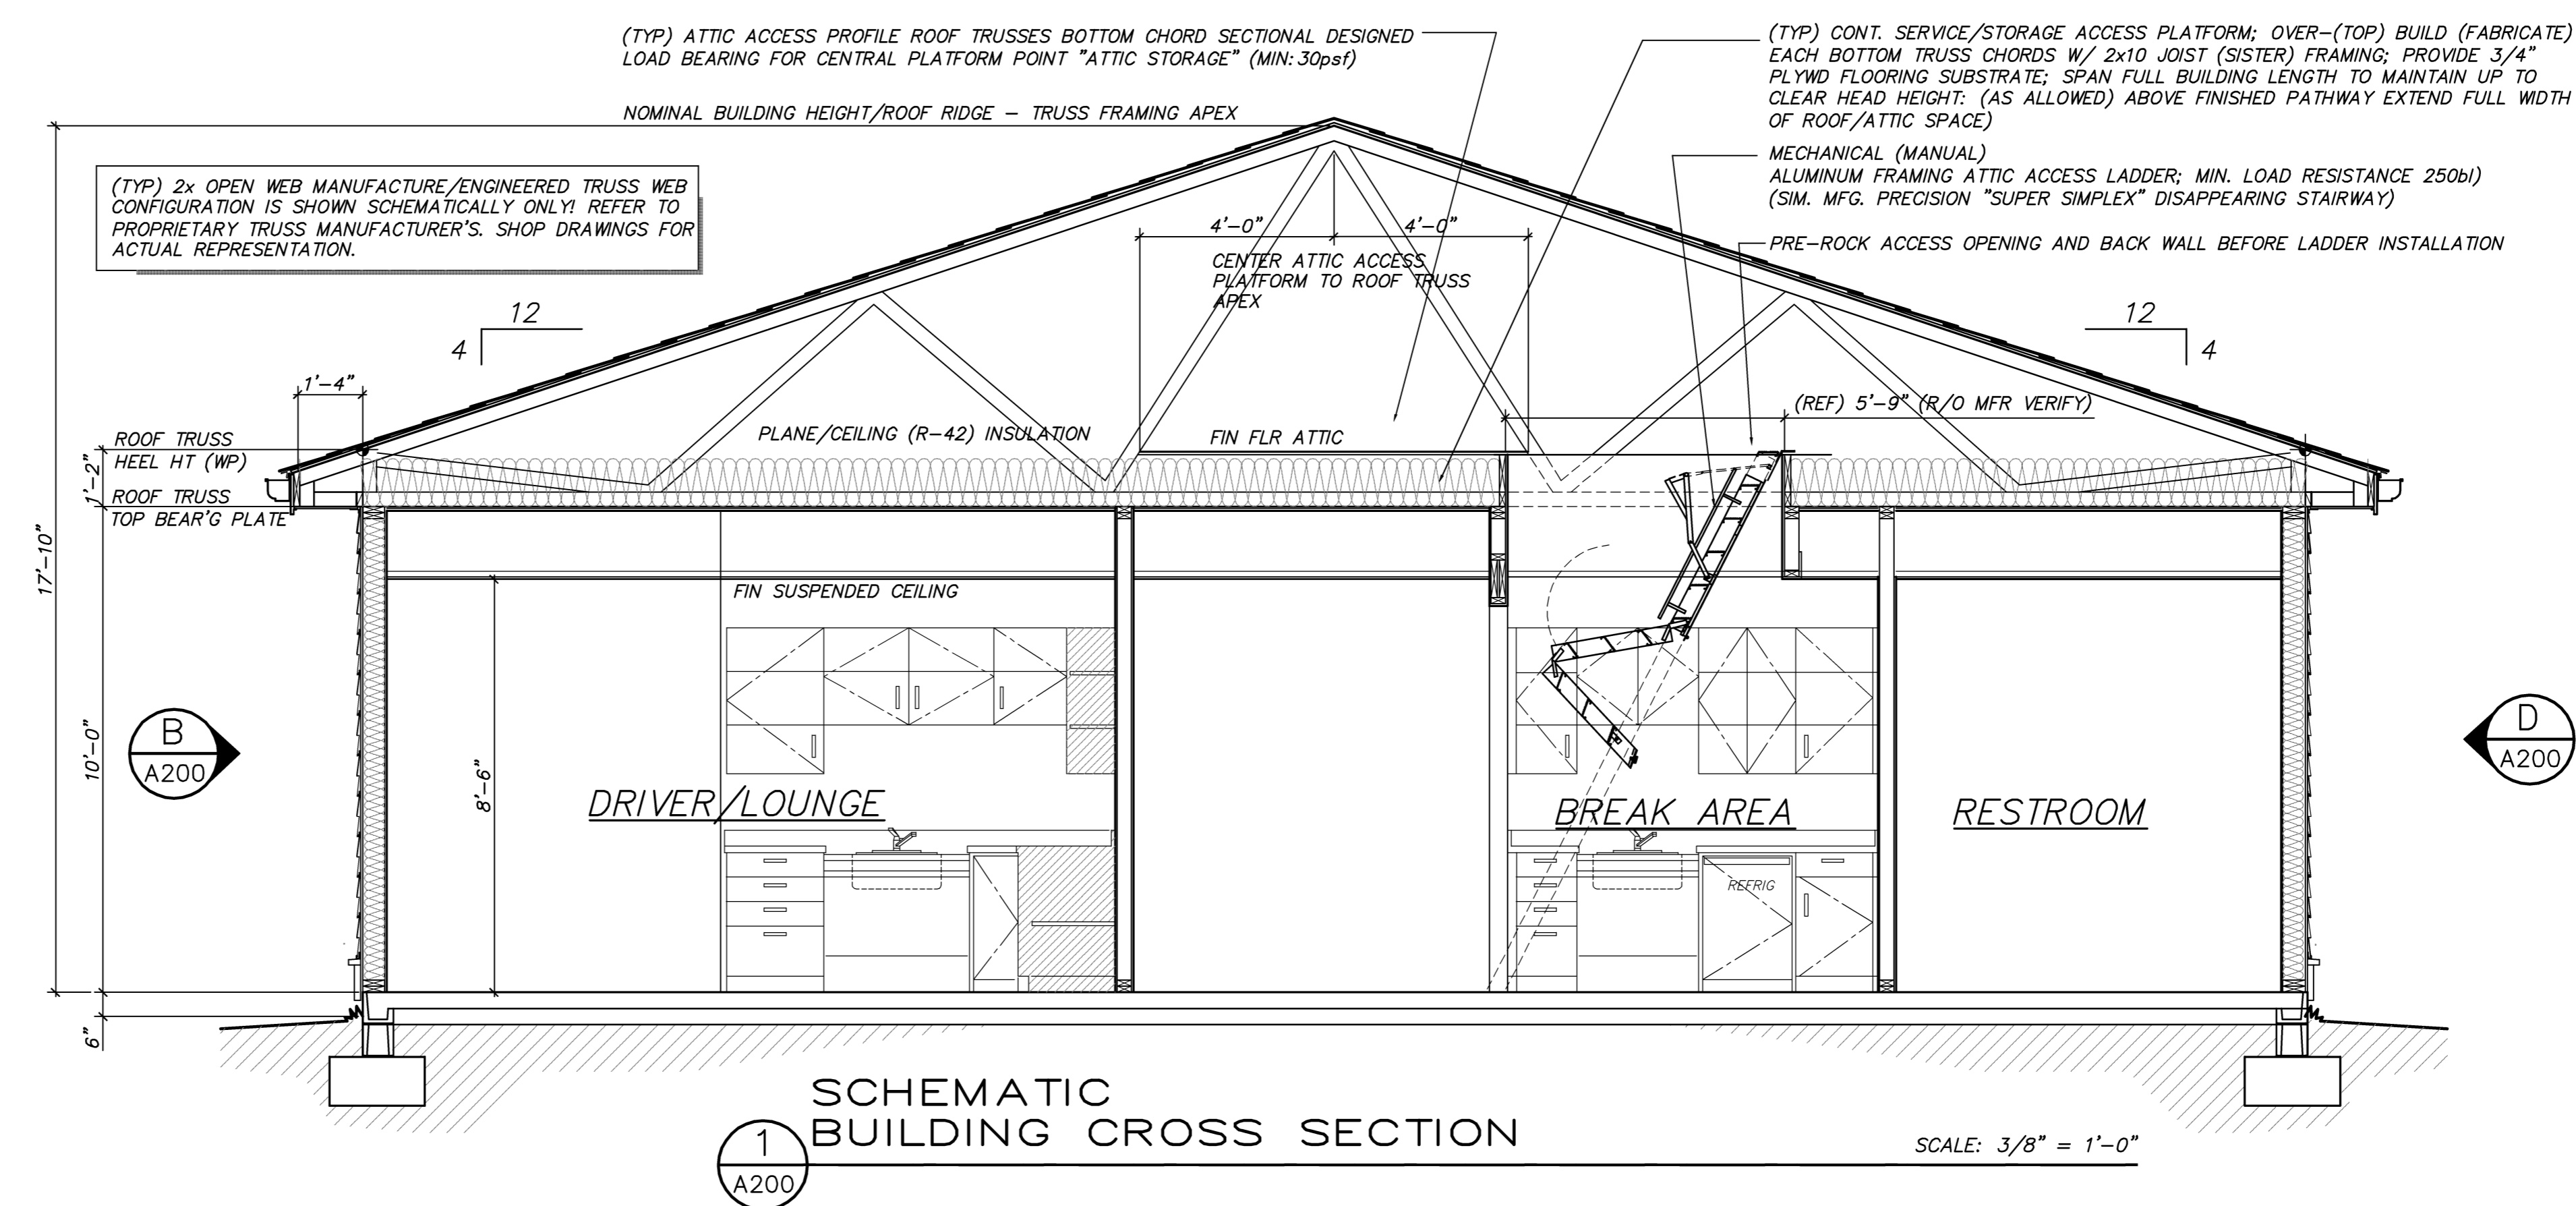 (TYP) ATTIC ACCESS PROFILE ROOF TRUSSES BOTTOM CHORD SECTIONAL DESIGNED
LOAD BEARING FOR CENTRAL PLATFORM POINT "ATTIC STORAGE" (MIN: 30psf)
NOMINAL BUILDING HEIGHT/ROOF RIDGE – TRUSS FRAMING APEX
(TYP) CONT. SERVICE/STORAGE ACCESS PLATFORM; OVER–(TOP) BUILD (FABRICATE)
EACH BOTTOM TRUSS CHORDS W/ 2x10 JOIST (SISTER) FRAMING; PROVIDE 3/4"
PLYWD FLOORING SUBSTRATE; SPAN FULL BUILDING LENGTH TO MAINTAIN UP TO
CLEAR HEAD HEIGHT: (AS ALLOWED) ABOVE FINISHED PATHWAY EXTEND FULL WIDTH
OF ROOF/ATTIC SPACE)
MECHANICAL (MANUAL)
ALUMINUM FRAMING ATTIC ACCESS LADDER; MIN. LOAD RESISTANCE 250bl)
(SIM. MFG. PRECISION "SUPER SIMPLEX" DISAPPEARING STAIRWAY)
PRE–ROCK ACCESS OPENING AND BACK WALL BEFORE LADDER INSTALLATION
(TYP) 2x OPEN WEB MANUFACTURE/ENGINEERED TRUSS WEB
CONFIGURATION IS SHOWN SCHEMATICALLY ONLY! REFER TO
PROPRIETARY TRUSS MANUFACTURER'S. SHOP DRAWINGS FOR
ACTUAL REPRESENTATION.
4'–0" 4'–0"
CENTER ATTIC ACCESS
PLATFORM TO ROOF TRUSS
APEX
12
4
12
4
1'–4"
(REF) 5'–9" (R/O MFR VERIFY)
PLANE/CEILING (R–42) INSULATION
FIN FLR ATTIC
ROOF TRUSS
HEEL HT (WP)
1'–2"
ROOF TRUSS
TOP BEAR'G PLATE
17'–10"
FIN SUSPENDED CEILING
10'–0"
8'–6"
6"
B
A200
D
A200
DRIVER/LOUNGE
BREAK AREA
RESTROOM
REFRIG
SCHEMATIC
BUILDING CROSS SECTION
1
A200
SCALE: 3/8" = 1'–0"